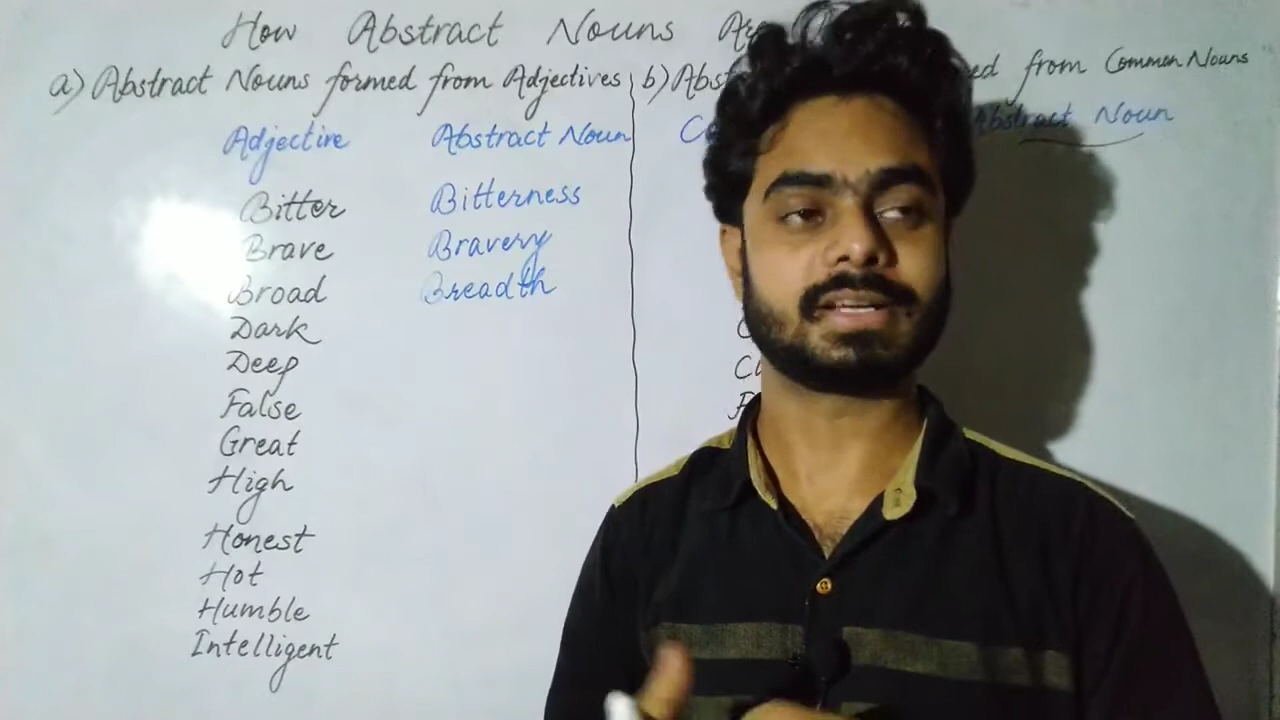 How Abstract Nouns
a) Abstract Nouns formed from Adjectives
Adjective Abstract Noun
Bitter Bitterness
Brave Bravery
Broad Breadth
Dark
Deep
False
Great
High
Honest
Hot
Humble
Intelligent
b) from Common Nouns
Abstract Noun